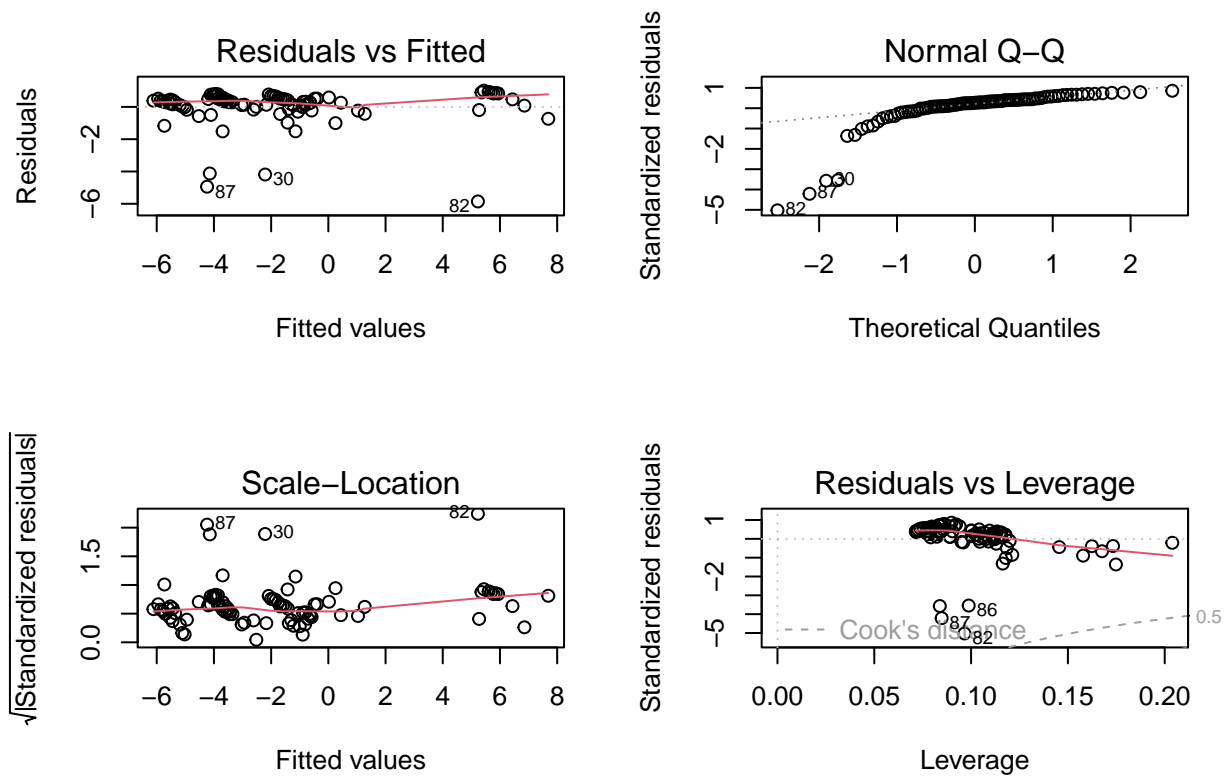 Residuals vs Fitted
Residuals
−2
−6
87
30
82
−6 −4 −2 0 2 4 6 8
Fitted values
Normal Q−Q
Standardized residuals
1
−2
−5
30
87
82
−2 −1 0 1 2
Theoretical Quantiles
Scale−Location
√|Standardized residuals|
1.5
0.0
87
30
82
−6 −4 −2 0 2 4 6 8
Fitted values
Residuals vs Leverage
Standardized residuals
1
−2
−5
86
87
82
Cook's distance
0.5
0.00 0.05 0.10 0.15 0.20
Leverage